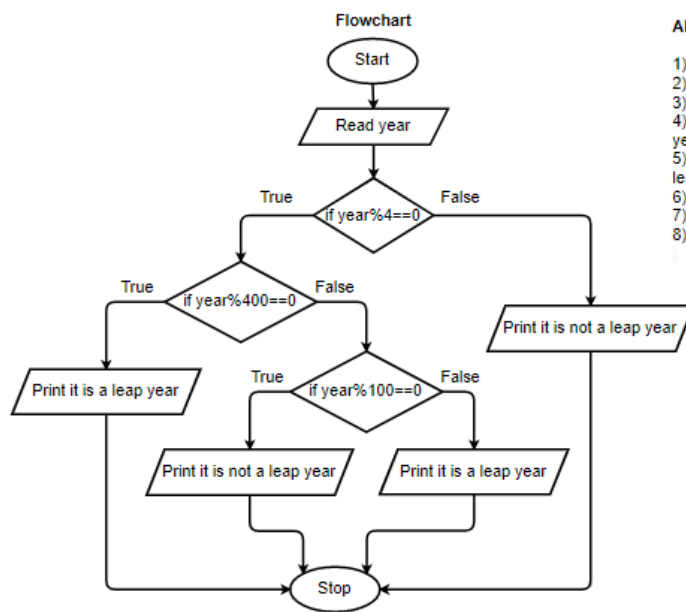 Flowchart
Start
Read year
True
False
if year%4==0
True
False
if year%400==0
Print it is not a leap year
Print it is a leap year
True
False
if year%100==0
Print it is not a leap year
Print it is a leap year
Stop
1)
2)
3)
4)
5)
6)
7)
8)